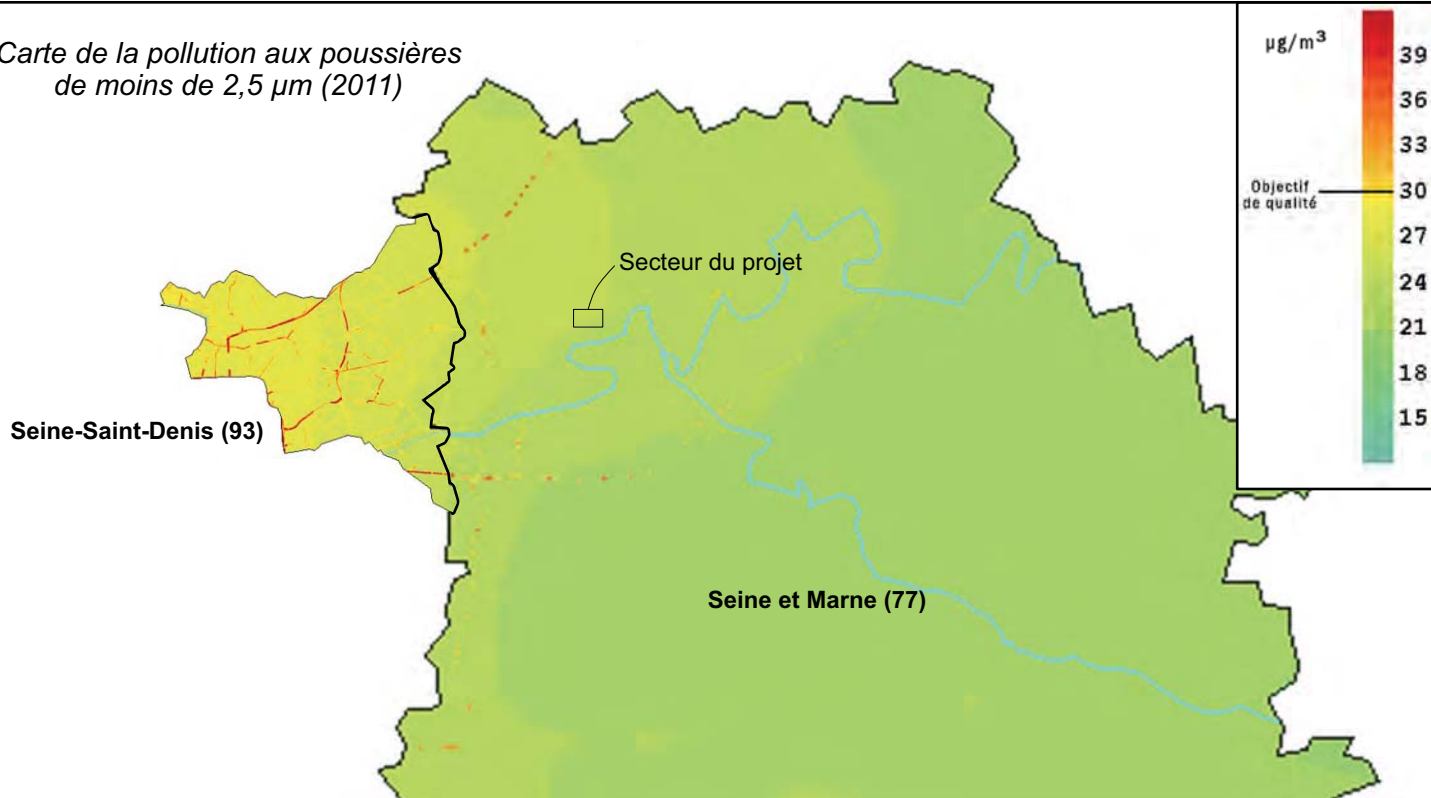 Carte de la pollution aux poussières
de moins de 2,5 µm (2011)
µg/m³
39
36
33
Objectif
de qualité
30
27
24
21
18
15
Secteur du projet
Seine-Saint-Denis (93)
Seine et Marne (77)